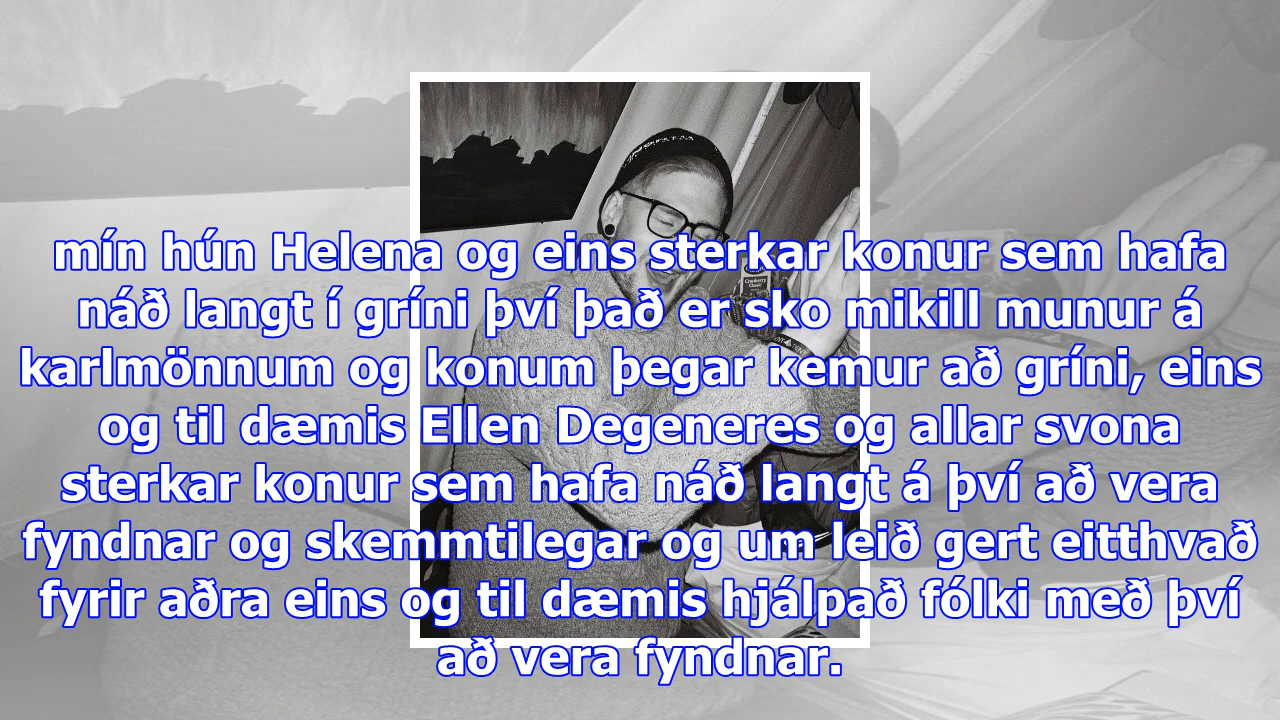 mín hún Helena og eins sterkar konur sem hafa
náð langt í gríni því það er sko mikill munur á
karlmönnum og konum þegar kemur að gríni, eins
og til dæmis Ellen Degeneres og allar svona
sterkar konur sem hafa náð langt á því að vera
fyndnar og skemmtilegar og um leið gert eitthvað
fyrir aðra eins og til dæmis hjálpað fólki með því
að vera fyndnar.
Cranberry
Classic